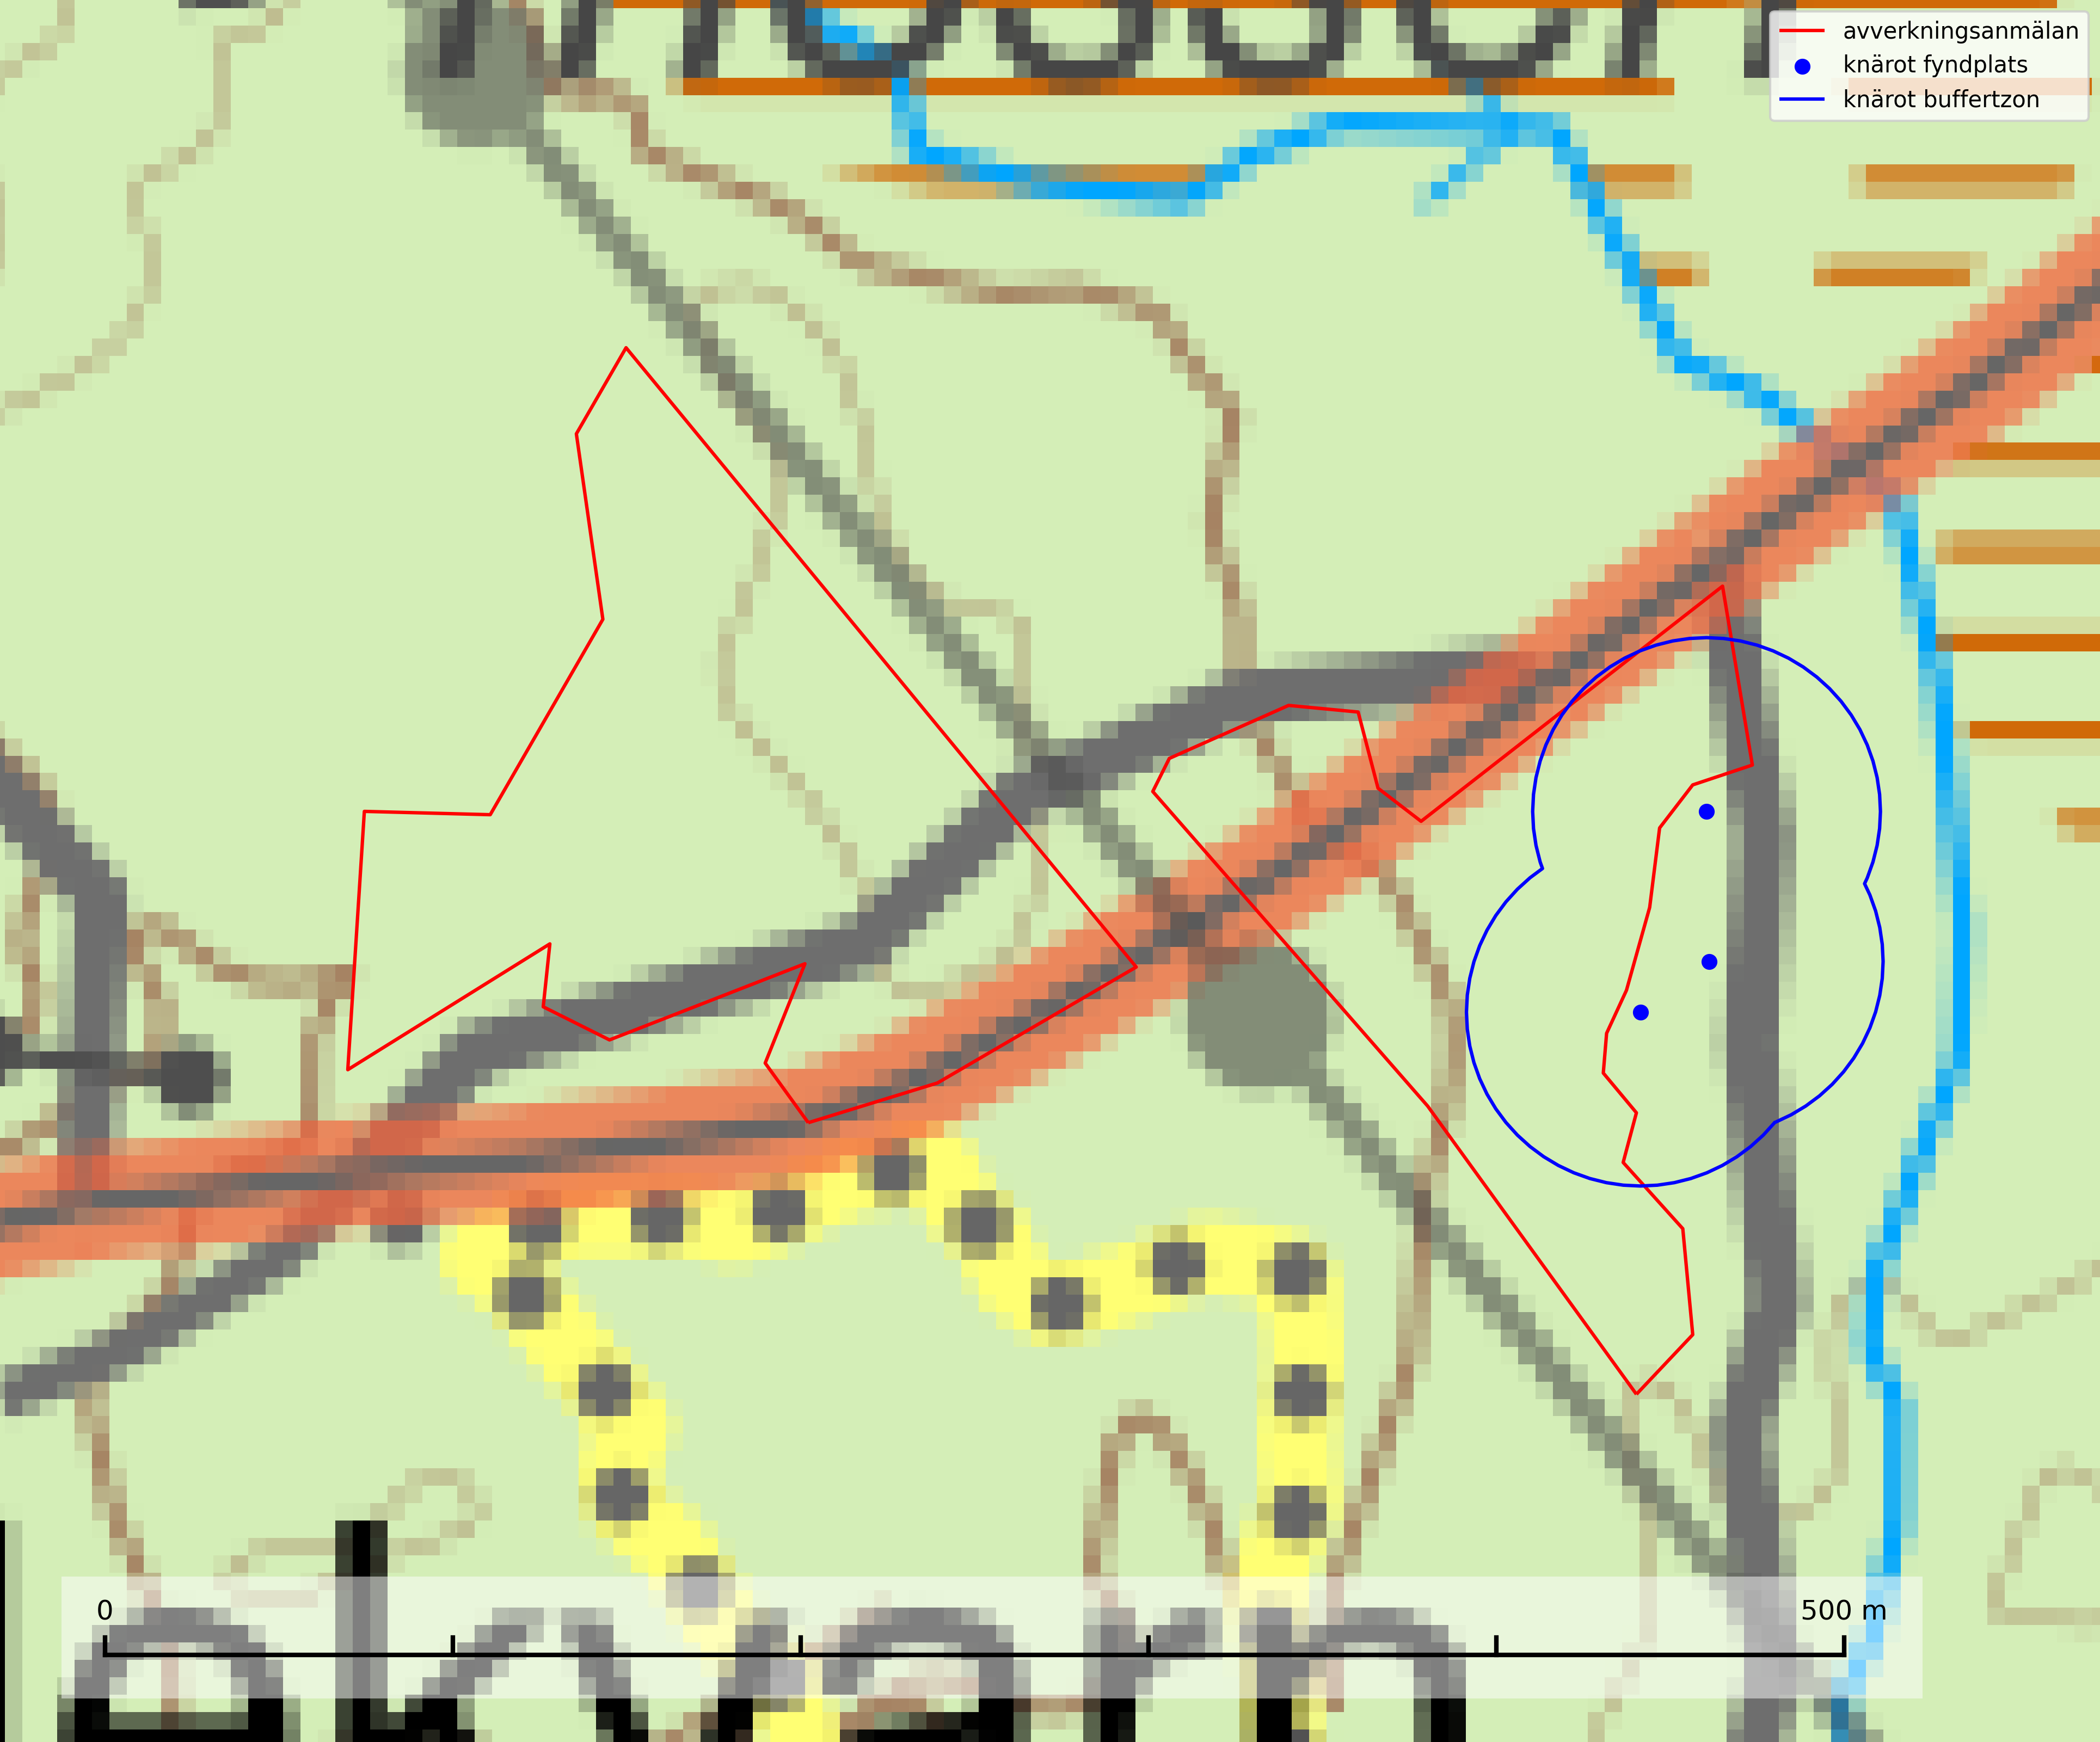 avverkningsanmälan
knärot fyndplats
knärot buffertzon
0
500 m